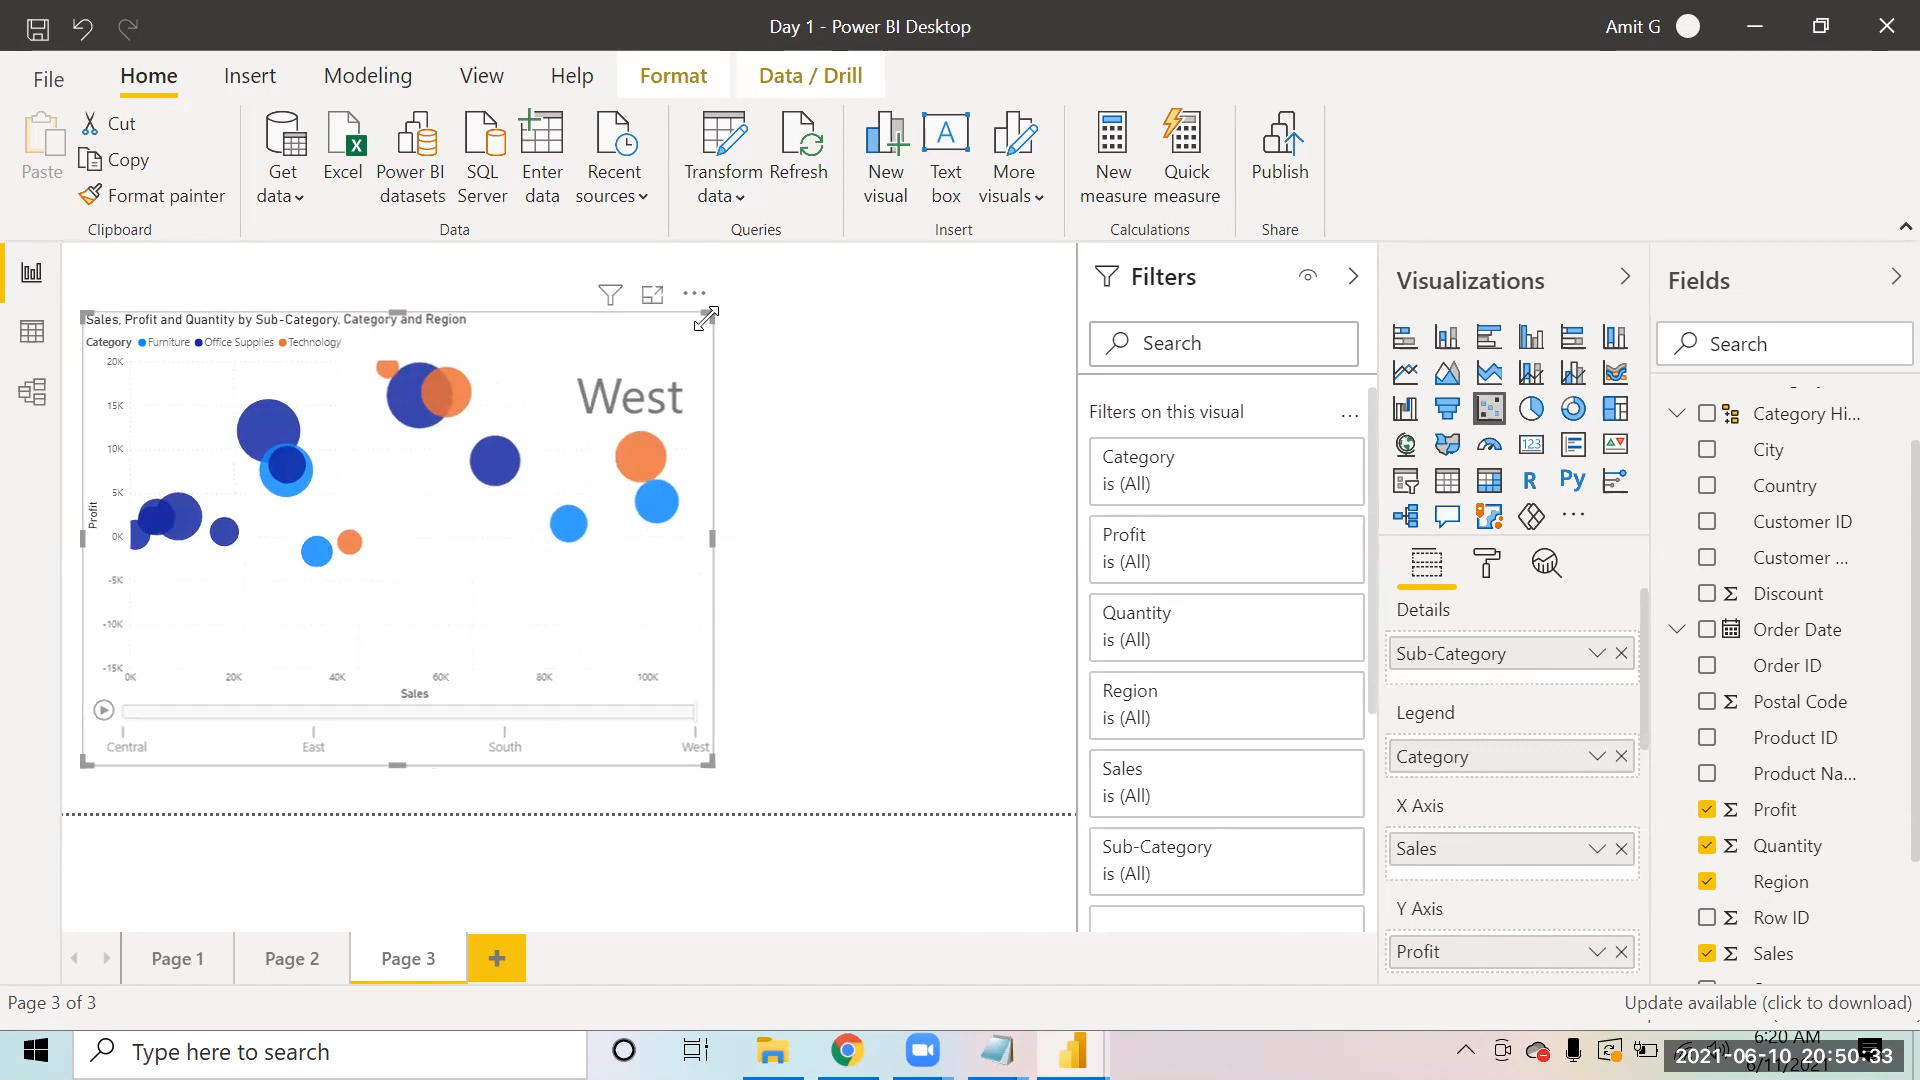 Day 1 - Power BI Desktop
Amit G
File
Home
Insert
Modeling
View
Help
Format
Data / Drill
Paste
Cut
Copy
Format painter
Clipboard
Get data
Excel
Power BI datasets
SQL Server
Enter data
Recent sources
Data
Transform data
Refresh
Queries
New visual
Text box
More visuals
Insert
New measure
Quick measure
Calculations
Publish
Share
Sales, Profit and Quantity by Sub-Category, Category and Region
Category Furniture Office Supplies Technology
West
20K
15K
10K
5K
0K
-5K
-10K
-15K
Profit
0K 20K 40K 60K 80K 100K
Sales
Central East South West
Filters
Search
Filters on this visual
Category
is (All)
Profit
is (All)
Quantity
is (All)
Region
is (All)
Sales
is (All)
Sub-Category
is (All)
Visualizations
123
R
Py
Details
Sub-Category
Legend
Category
X Axis
Sales
Y Axis
Profit
Fields
Search
Category Hi...
City
Country
Customer ID
Customer ...
Discount
Order Date
Order ID
Postal Code
Product ID
Product Na...
Profit
Quantity
Region
Row ID
Sales
Page 1
Page 2
Page 3
Page 3 of 3
Update available (click to download)
Type here to search
6:20 AM
2021-06-10 20:50:33